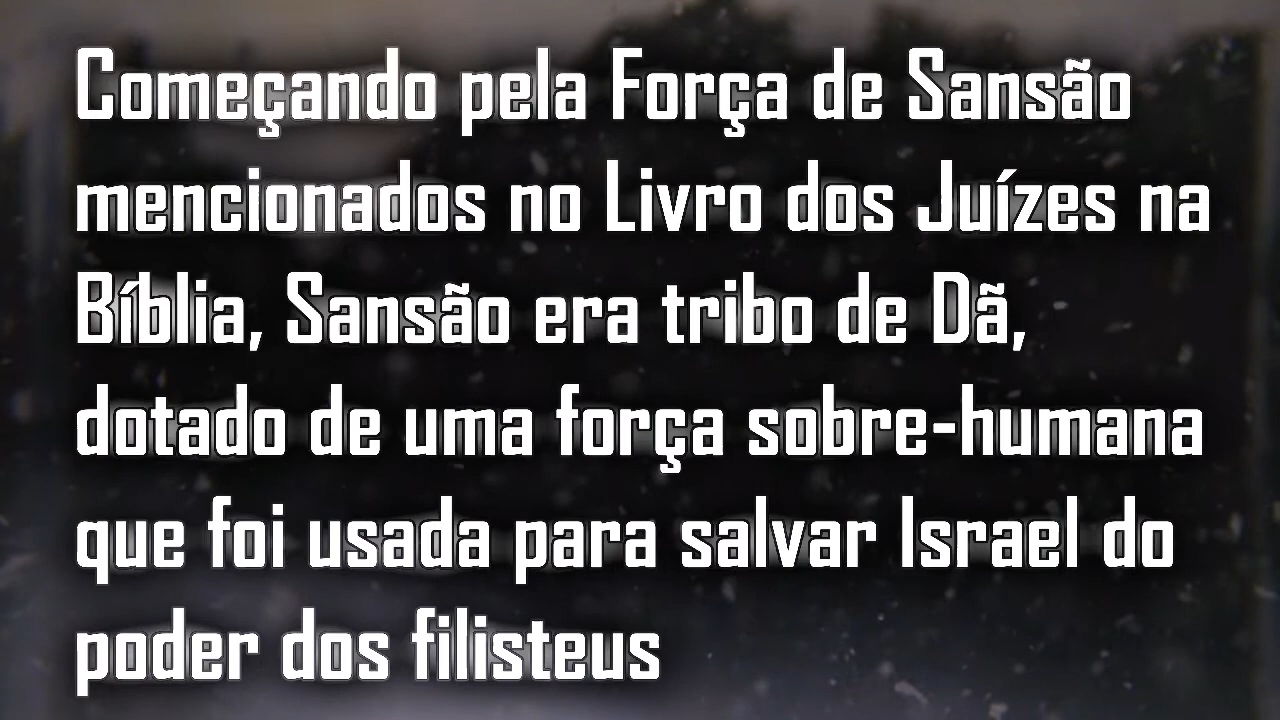 Começando pela Força de Sansão
mencionados no Livro dos Juízes na
Bíblia, Sansão era tribo de Dã,
dotado de uma força sobre-humana
que foi usada para salvar Israel do
poder dos filisteus